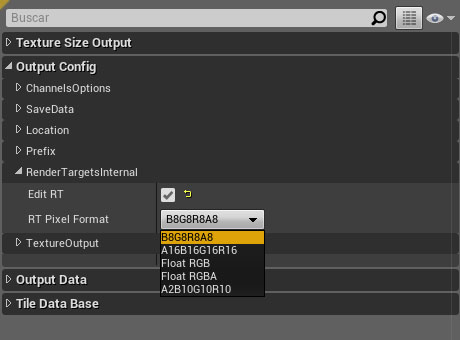 Buscar
Texture Size Output
Output Config
ChannelsOptions
SaveData
Location
Prefix
RenderTargetsInternal
Edit RT
RT Pixel Format
B8G8R8A8
B8G8R8A8
A16B16G16R16
Float RGB
Float RGBA
A2B10G10R10
TextureOutput
Output Data
Tile Data Base